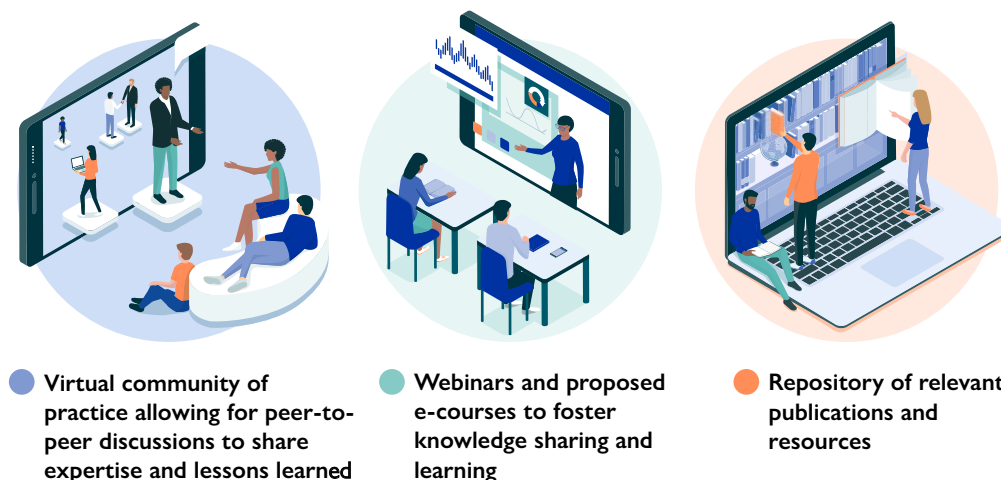 Virtual community of
practice allowing for peer-to-
peer discussions to share
expertise and lessons learned
Webinars and proposed
e-courses to foster
knowledge sharing and
learning
Repository of relevant
publications and
resources